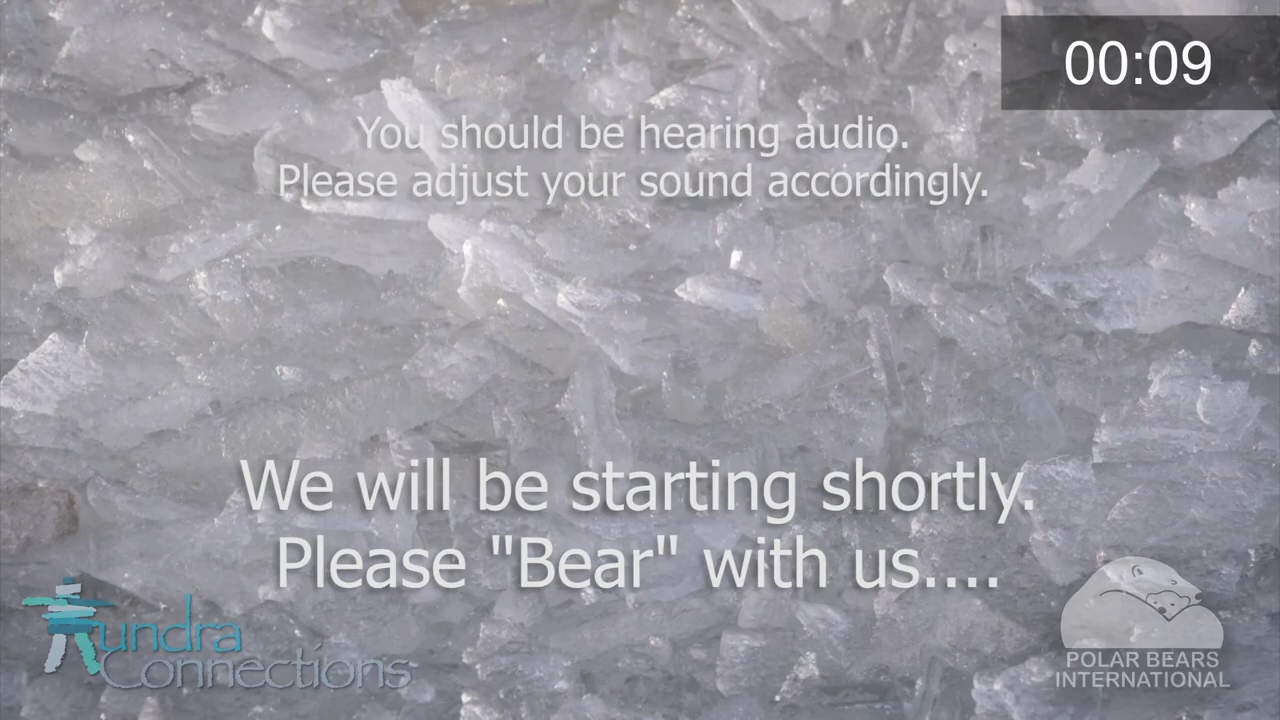 00:09
You should be hearing audio.
Please adjust your sound accordingly.
We will be starting shortly.
Please "Bear" with us....
Tundra
Connections
POLAR BEARS
INTERNATIONAL